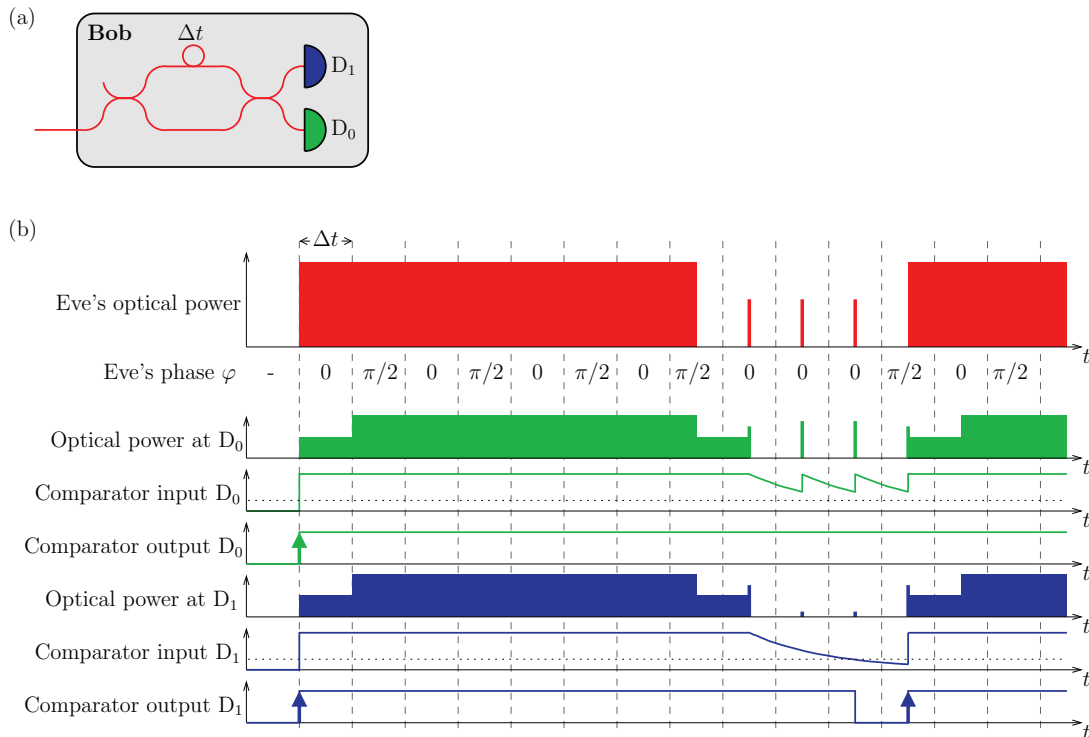 (a)
Bob
Δt
D₁
D₀
(b)
Δt
Eve's optical power
t
Eve's phase φ - 0 π/2 0 π/2 0 π/2 0 π/2 0 0 0 π/2 0 π/2
Optical power at D₀
t
Comparator input D₀
t
Comparator output D₀
t
Optical power at D₁
t
Comparator input D₁
t
Comparator output D₁
t